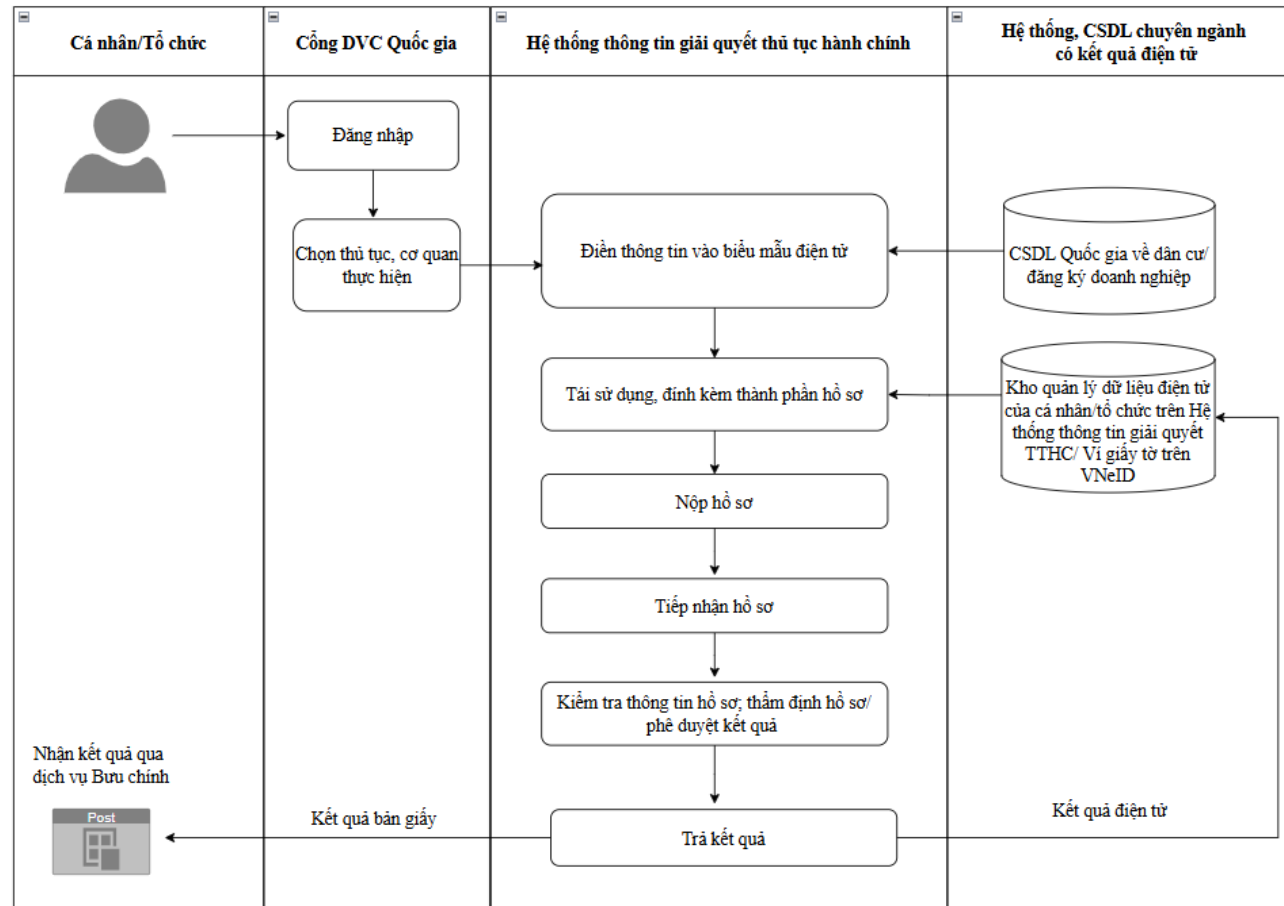 Cá nhân/Tổ chức
Cổng DVC Quốc gia
Hệ thống thông tin giải quyết thủ tục hành chính
Hệ thống, CSDL chuyên ngành
có kết quả điện tử
Đăng nhập
Chọn thủ tục, cơ quan
thực hiện
Điền thông tin vào biểu mẫu điện tử
CSDL Quốc gia về dân cư/
đăng ký doanh nghiệp
Tái sử dụng, đính kèm thành phần hồ sơ
Kho quản lý dữ liệu điện tử
của cá nhân/tổ chức trên Hệ
thống thông tin giải quyết
TTHC/ Ví giấy tờ trên
VNeID
Nộp hồ sơ
Tiếp nhận hồ sơ
Kiểm tra thông tin hồ sơ; thẩm định hồ sơ/
phê duyệt kết quả
Nhận kết quả qua
dịch vụ Bưu chính
Post
Kết quả bản giấy
Trả kết quả
Kết quả điện tử